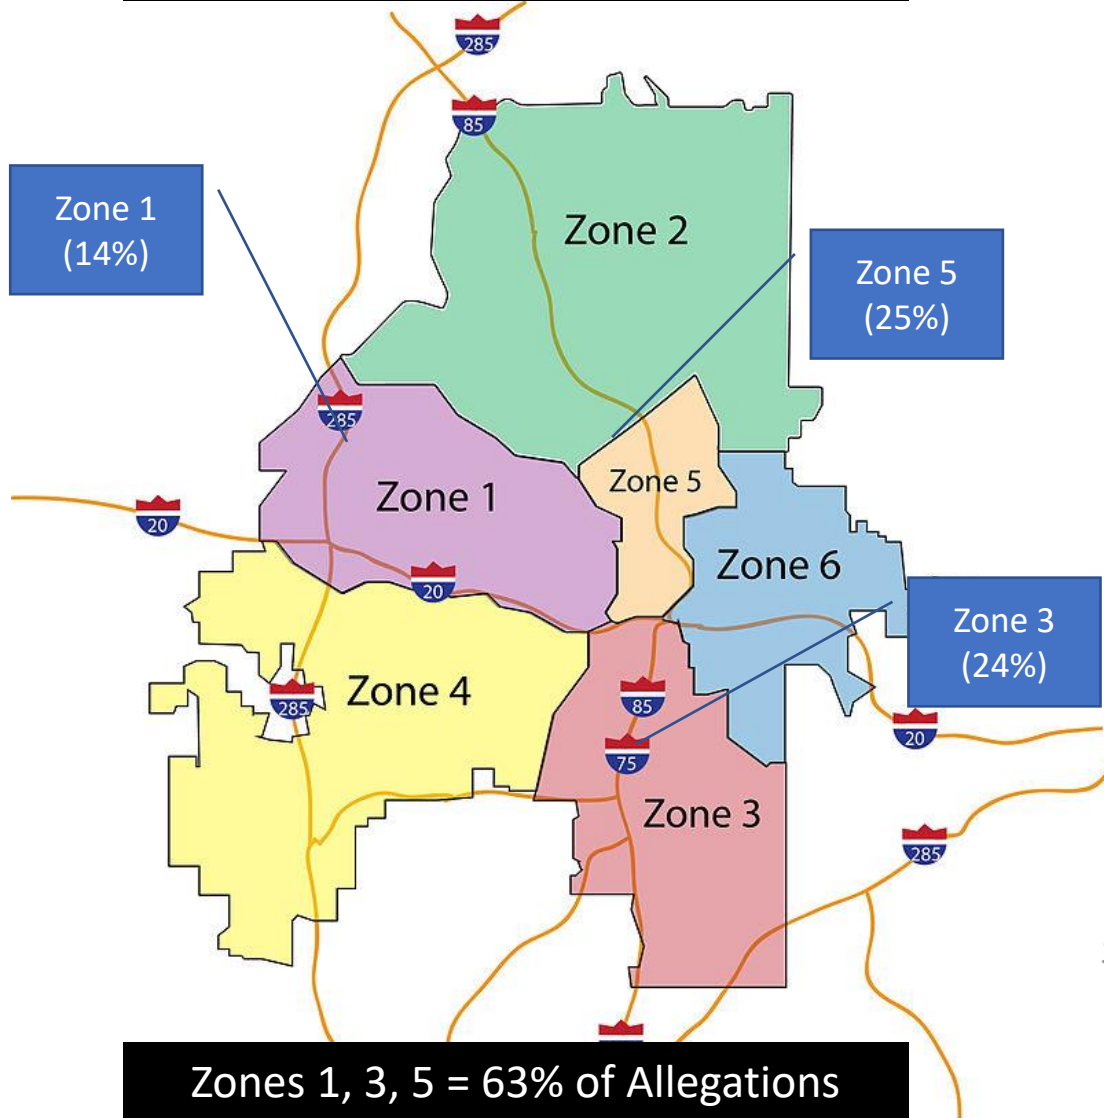 285
85
Zone 1
(14%)
Zone 2
Zone 5
(25%)
285
Zone 5
Zone 1
20
Zone 6
20
Zone 3
(24%)
Zone 4
285
85
20
75
Zone 3
285
Zones 1, 3, 5 = 63% of Allegations